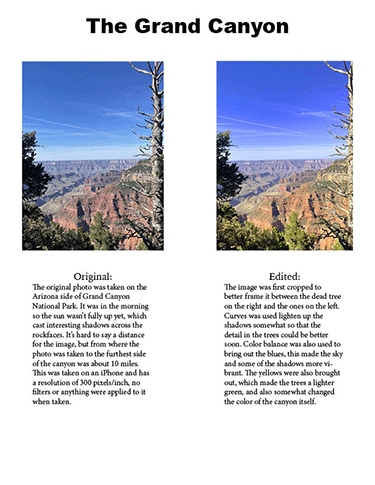 The Grand Canyon
Original:
The original photo was taken on the
Arizona side of Grand Canyon
National Park. It was in the morning
so the sun wasn't fully up yet, which
cast interesting shadows across the
rockfaces. It's hard to say a distance
for the image, but from where the
photo was taken to the furthest side
of the canyon was about 10 miles.
This was taken on an iPhone and has
a resolution of 300 pixels/inch, no
filters or anything were applied to it
when taken.
Edited:
The image was first cropped to
better frame it between the dead tree
on the right and the ones on the left.
Curves was used lighten up the
shadows somewhat so that the
detail in the trees could be better
soon. Color balance was also used to
bring out the blues, this made the sky
and some of the shadows more vi-
brant. The yellows were also brought
out, which made the trees a lighter
green, and also somewhat changed
the color of the canyon itself.